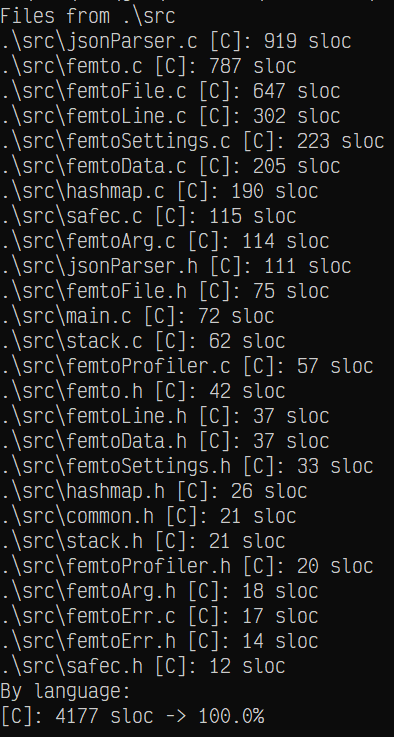 Files from .\src
.\src\jsonParser.c [C]: 919 sloc
.\src\femto.c [C]: 787 sloc
.\src\femtoFile.c [C]: 647 sloc
.\src\femtoLine.c [C]: 302 sloc
.\src\femtoSettings.c [C]: 223 sloc
.\src\femtoData.c [C]: 205 sloc
.\src\hashmap.c [C]: 190 sloc
.\src\safec.c [C]: 115 sloc
.\src\femtoArg.c [C]: 114 sloc
.\src\jsonParser.h [C]: 111 sloc
.\src\femtoFile.h [C]: 75 sloc
.\src\main.c [C]: 72 sloc
.\src\stack.c [C]: 62 sloc
.\src\femtoProfiler.c [C]: 57 sloc
.\src\femto.h [C]: 42 sloc
.\src\femtoLine.h [C]: 37 sloc
.\src\femtoData.h [C]: 37 sloc
.\src\femtoSettings.h [C]: 33 sloc
.\src\hashmap.h [C]: 26 sloc
.\src\common.h [C]: 21 sloc
.\src\stack.h [C]: 21 sloc
.\src\femtoProfiler.h [C]: 20 sloc
.\src\femtoArg.h [C]: 18 sloc
.\src\femtoErr.c [C]: 17 sloc
.\src\femtoErr.h [C]: 14 sloc
.\src\safec.h [C]: 12 sloc
By language:
[C]: 4177 sloc -> 100.0%